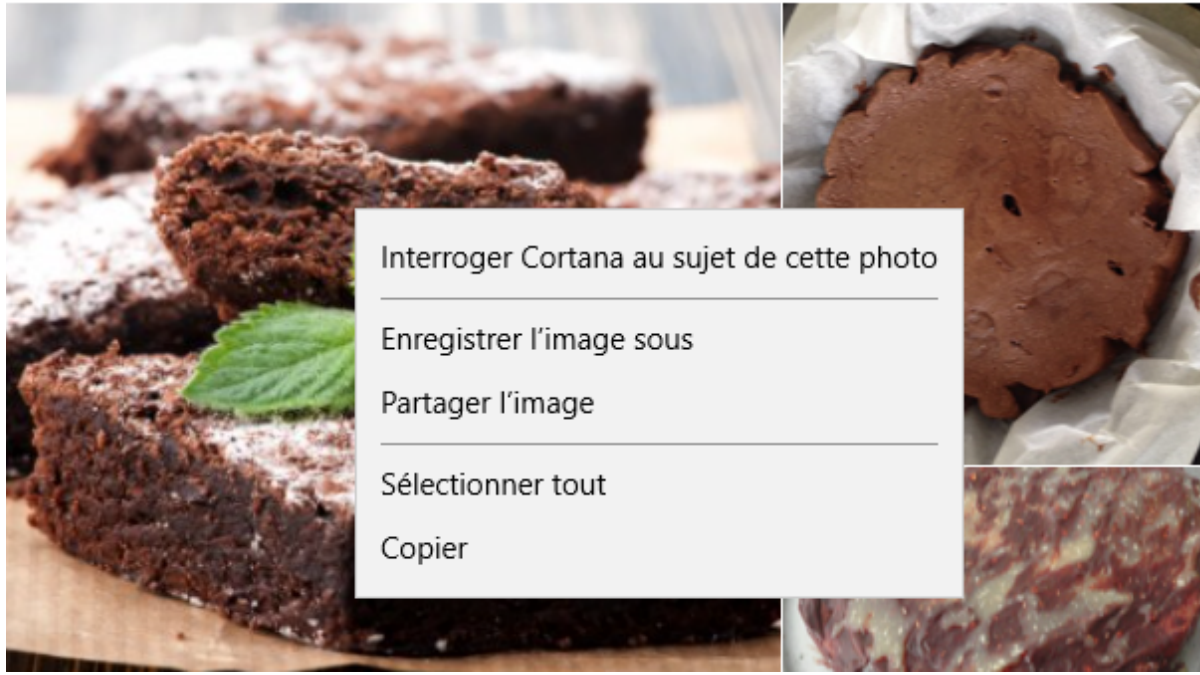 Interroger Cortana au sujet de cette photo
Enregistrer l’image sous
Partager l’image
Sélectionner tout
Copier